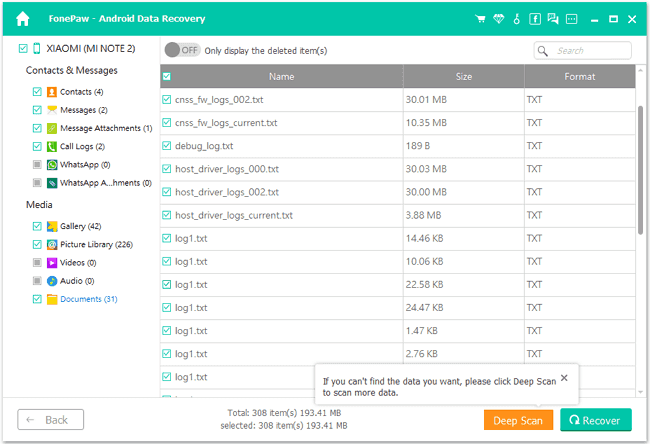 FonePaw - Android Data Recovery
XIAOMI (MI NOTE 2)
OFF
Only display the deleted item(s)
Search
Contacts & Messages
Contacts (4)
Messages (2)
Message Attachments (1)
Call Logs (2)
WhatsApp (0)
WhatsApp A...hments (0)
Media
Gallery (42)
Picture Library (226)
Videos (0)
Audio (0)
Documents (31)
Name Size Format
cnss_fw_logs_002.txt 30.01 MB TXT
cnss_fw_logs_current.txt 10.35 MB TXT
debug_log.txt 189 B TXT
host_driver_logs_000.txt 30.03 MB TXT
host_driver_logs_002.txt 30.00 MB TXT
host_driver_logs_current.txt 3.88 MB TXT
log1.txt 14.46 KB TXT
log1.txt 10.06 KB TXT
log1.txt 22.58 KB TXT
log1.txt 24.47 KB TXT
log1.txt 1.47 KB TXT
log1.txt 2.76 KB TXT
log1.txt
If you can't find the data you want, please click Deep Scan
to scan more data.
Back
Total: 308 item(s) 193.41 MB
selected: 308 item(s) 193.41 MB
Deep Scan
Recover